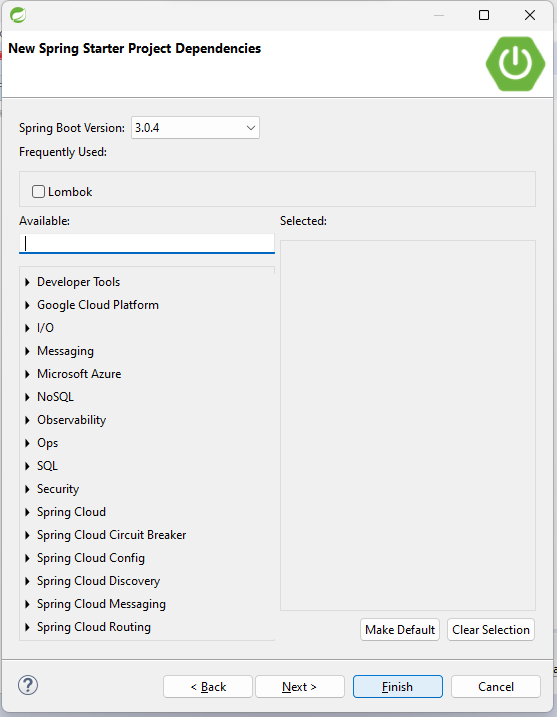 New Spring Starter Project Dependencies
Spring Boot Version: 3.0.4
Frequently Used:
Lombok
Available:
Selected:
Developer Tools
Google Cloud Platform
I/O
Messaging
Microsoft Azure
NoSQL
Observability
Ops
SQL
Security
Spring Cloud
Spring Cloud Circuit Breaker
Spring Cloud Config
Spring Cloud Discovery
Spring Cloud Messaging
Spring Cloud Routing
Make Default
Clear Selection
?
< Back
Next >
Finish
Cancel